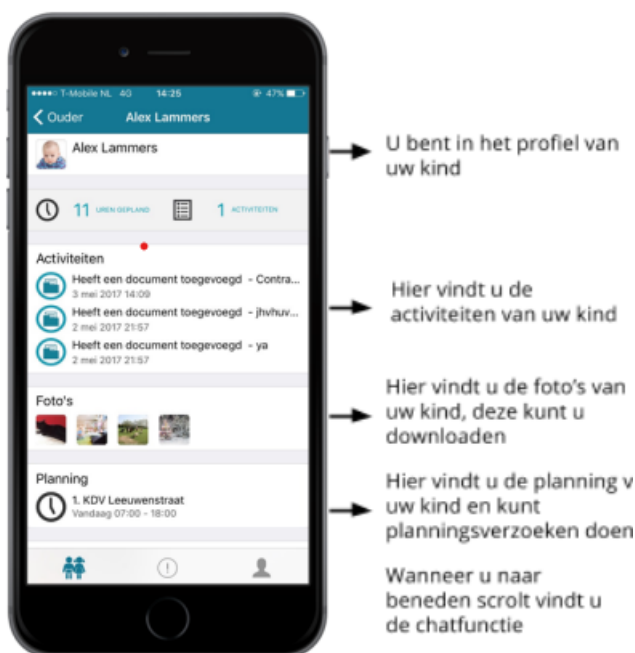 T-Mobile NL 4G 14:25 47%
Ouder Alex Lammers
Alex Lammers
11 UREN GEPLAND 1 ACTIVITEITEN
Activiteiten
Heeft een document toegevoegd - Contra...
3 mei 2017 14:09
Heeft een document toegevoegd - jhvhuv...
2 mei 2017 21:57
Heeft een document toegevoegd - ya
2 mei 2017 21:57
Foto's
Planning
1. KDV Leeuwenstraat
Vandaag 07:00 - 18:00
U bent in het profiel van
uw kind
Hier vindt u de
activiteiten van uw kind
Hier vindt u de foto's van
uw kind, deze kunt u
downloaden
Hier vindt u de planning v
uw kind en kunt
planningsverzoeken doen
Wanneer u naar
beneden scrolt vindt u
de chatfunctie